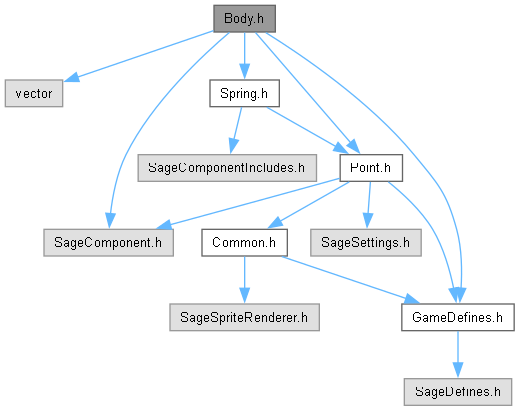 Body.h
vector
Spring.h
SageComponentIncludes.h
Point.h
SageComponent.h
Common.h
SageSettings.h
SageSpriteRenderer.h
GameDefines.h
SageDefines.h